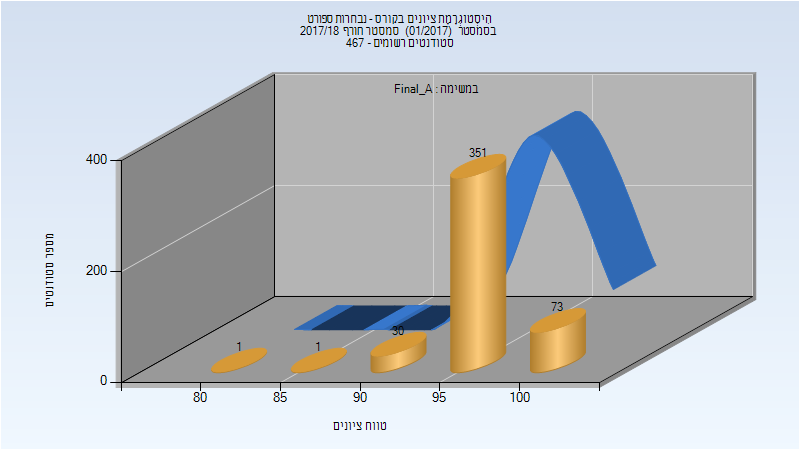 היסטוגרמת ציונים בקורס - נבחרות ספורט
בסמסטר (01/2017) סמסטר חורף 2017/18
סטודנטים רשומים - 467
במשימה : Final_A
351
73
30
1
1
400
200
0
מספר סטודנטים
80
85
90
95
100
טווח ציונים